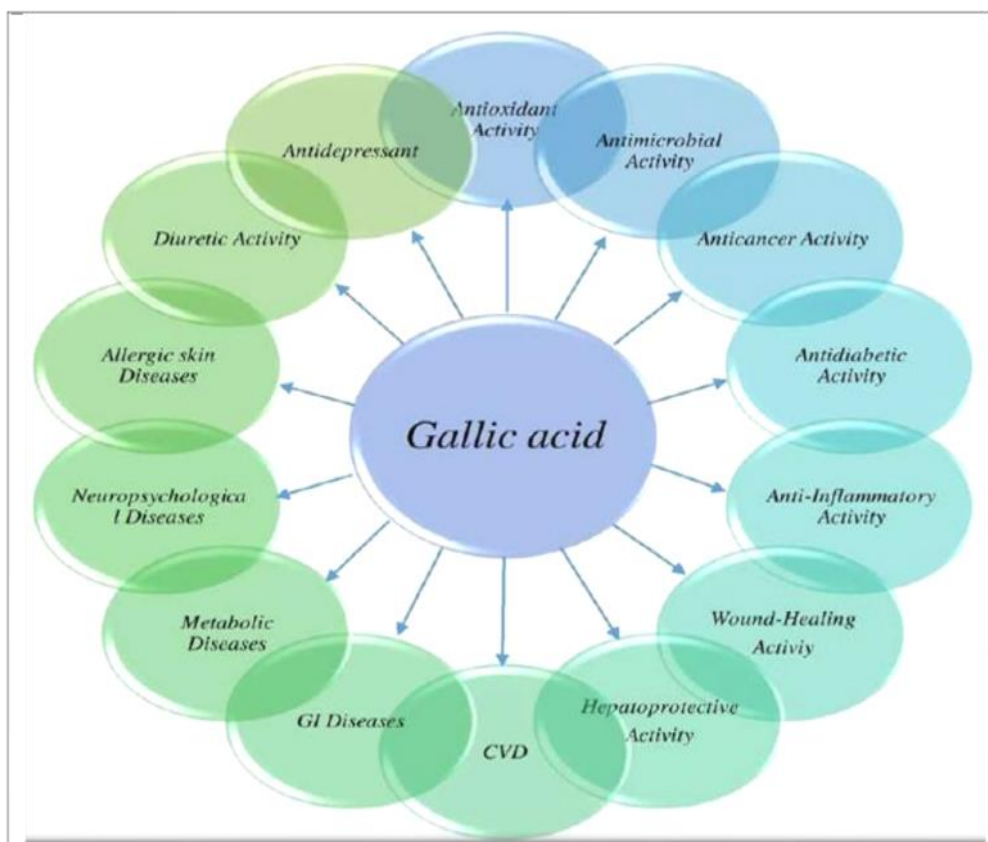 Antioxidant
Activity
Antimicrobial
Activity
Anticancer Activity
Antidiabetic
Activity
Anti-Inflammatory
Activity
Wound-Healing
Activiy
Hepatoprotective
Activity
CVD
GI Diseases
Metabolic
Diseases
Neuropsychologica
l Diseases
Allergic skin
Diseases
Diuretic Activity
Antidepressant
Gallic acid